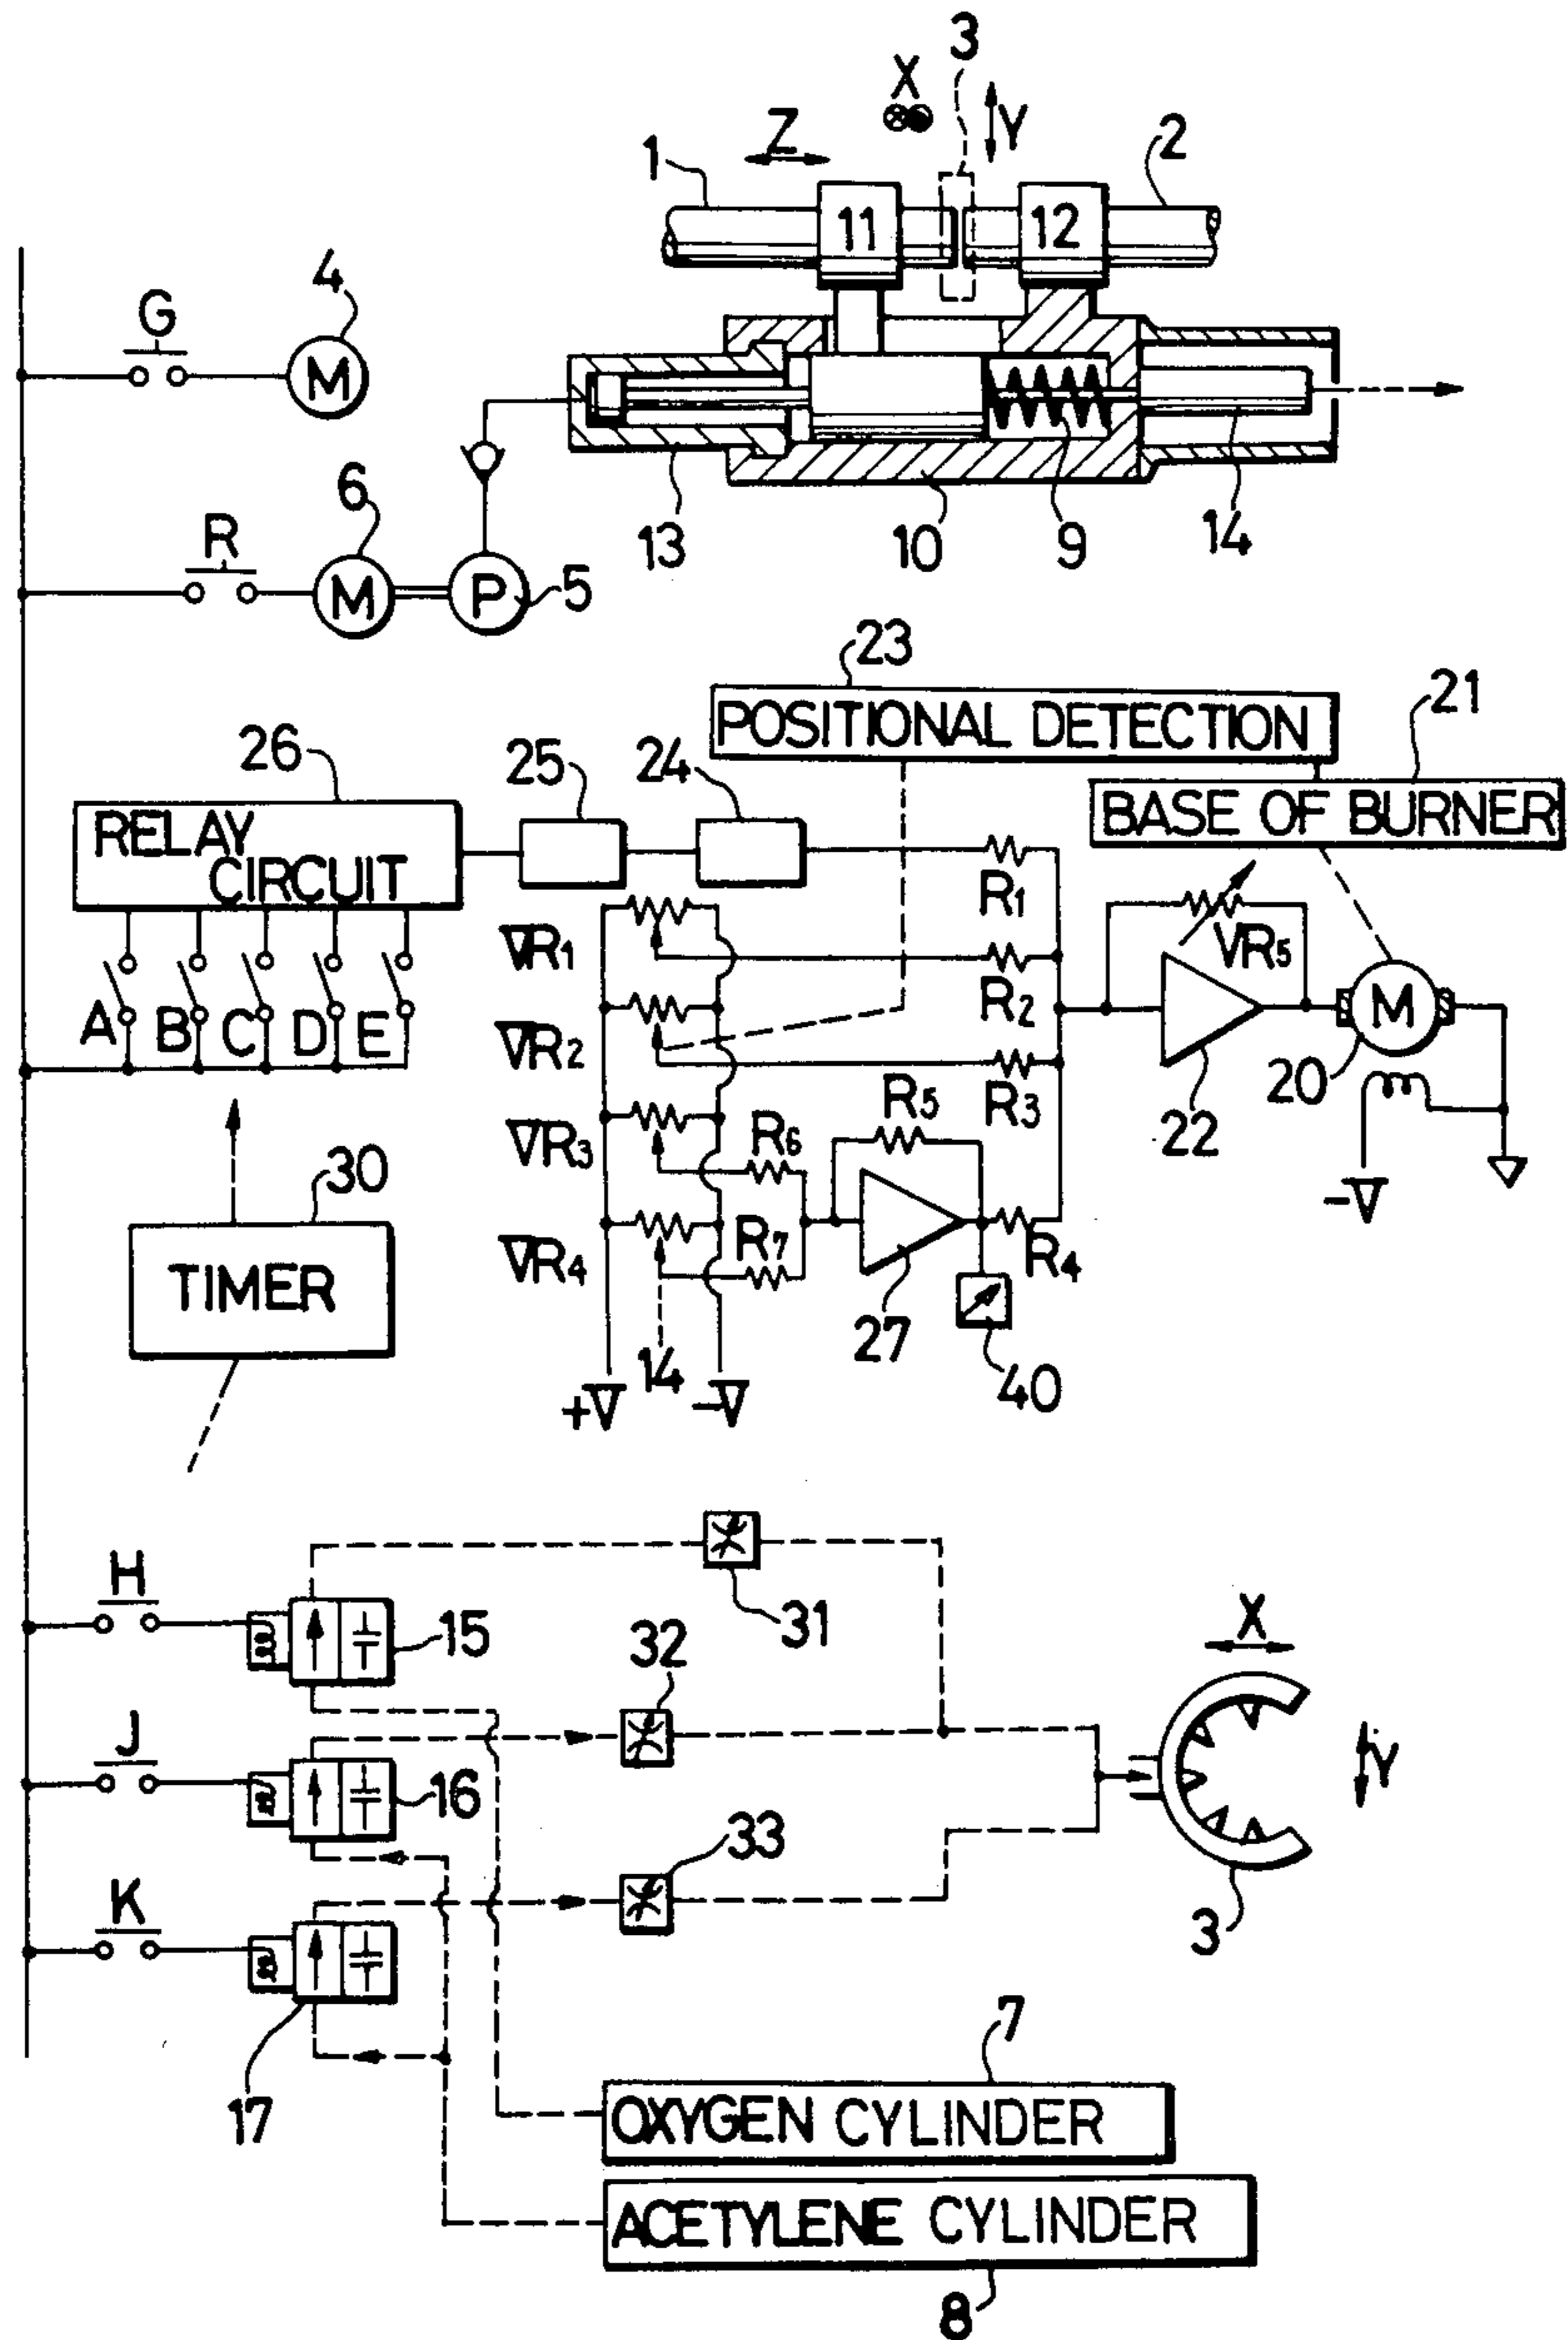 3
X
Y
Z
1
2
11
12
4
G
M
6
R
M
P
5
13
10
9
14
23
POSITIONAL DETECTION
21
BASE OF BURNER
26
25
24
RELAY
CIRCUIT
R1
VR1
R2
VR5
M
A
B
C
D
E
VR2
R3
20
R5
22
VR3
R6
-V
30
VR4
R7
R4
TIMER
27
14
40
+V
-V
H
15
31
32
X
J
16
Y
33
K
3
17
7
OXYGEN CYLINDER
ACETYLENE CYLINDER
8